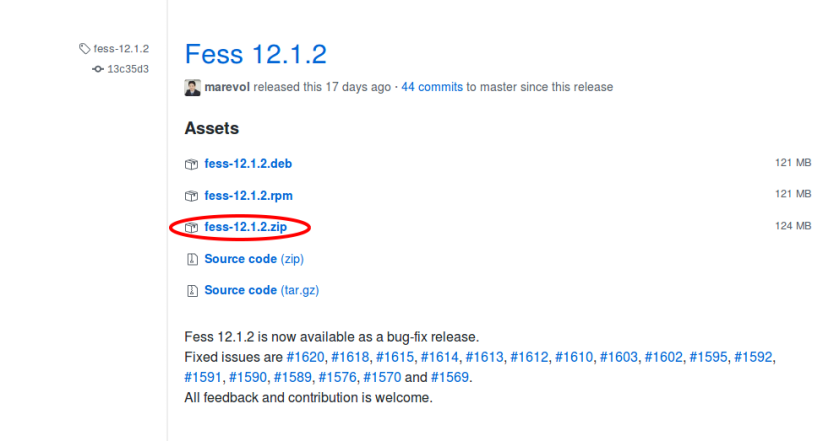 fess-12.1.2
13c35d3
Fess 12.1.2
marevol released this 17 days ago · 44 commits to master since this release
Assets
fess-12.1.2.deb 121 MB
fess-12.1.2.rpm 121 MB
fess-12.1.2.zip 124 MB
Source code (zip)
Source code (tar.gz)
Fess 12.1.2 is now available as a bug-fix release.
Fixed issues are #1620, #1618, #1615, #1614, #1613, #1612, #1610, #1603, #1602, #1595, #1592,
#1591, #1590, #1589, #1576, #1570 and #1569.
All feedback and contribution is welcome.